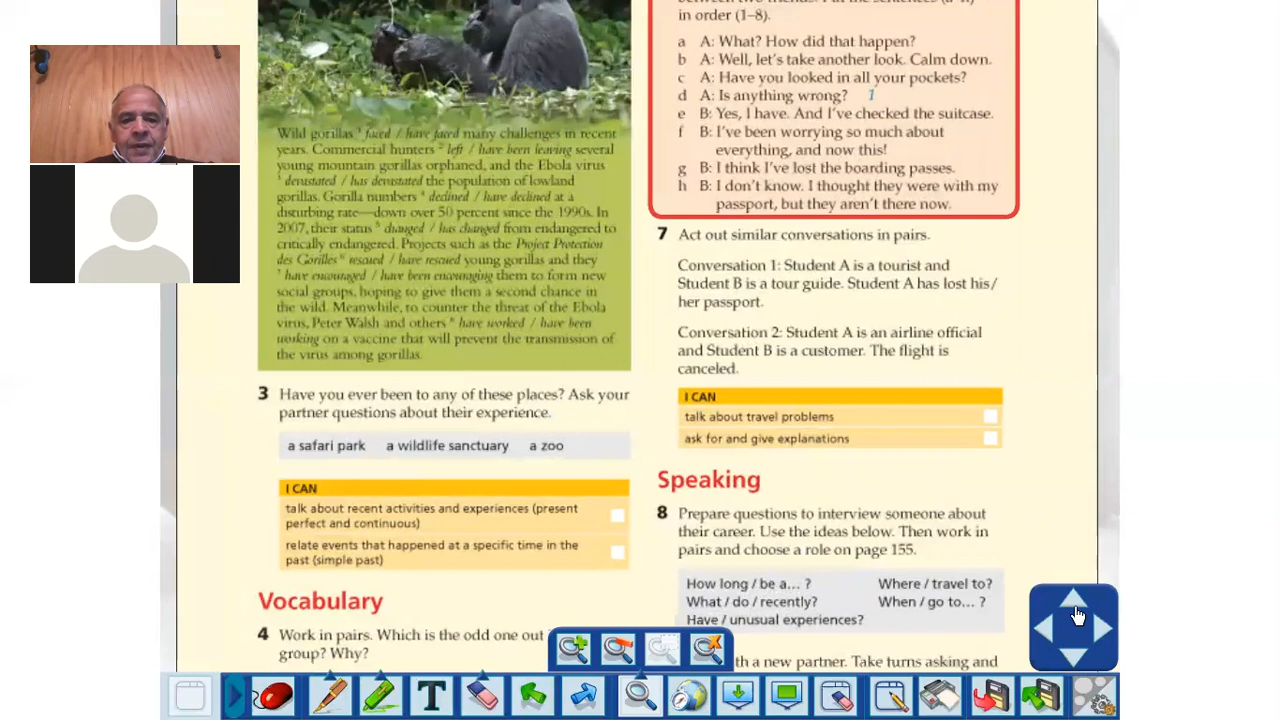 Wild gorillas ¹ faced / have faced many challenges in recent
years. Commercial hunters ² left / have been leaving several
young mountain gorillas orphaned, and the Ebola virus
³ devastated / has devastated the population of lowland
gorillas. Gorilla numbers ⁴ declined / have declined at a
disturbing rate—down over 50 percent since the 1990s. In
2007, their status ⁵ changed / has changed from endangered to
critically endangered. Projects such as the Project Protection
des Gorilles ⁶ rescued / have rescued young gorillas and they
⁷ have encouraged / have been encouraging them to form new
social groups, hoping to give them a second chance in
the wild. Meanwhile, to counter the threat of the Ebola
virus, Peter Walsh and others ⁸ have worked / have been
working on a vaccine that will prevent the transmission of
the virus among gorillas.
3 Have you ever been to any of these places? Ask your
partner questions about their experience.
a safari park a wildlife sanctuary a zoo
I CAN
talk about recent activities and experiences (present
perfect and continuous)
relate events that happened at a specific time in the
past (simple past)
Vocabulary
4 Work in pairs. Which is the odd one out
group? Why?
in order (1–8).
a A: What? How did that happen?
b A: Well, let's take another look. Calm down.
c A: Have you looked in all your pockets?
d A: Is anything wrong? 1
e B: Yes, I have. And I've checked the suitcase.
f B: I've been worrying so much about
everything, and now this!
g B: I think I've lost the boarding passes.
h B: I don't know. I thought they were with my
passport, but they aren't there now.
7 Act out similar conversations in pairs.
Conversation 1: Student A is a tourist and
Student B is a tour guide. Student A has lost his/
her passport.
Conversation 2: Student A is an airline official
and Student B is a customer. The flight is
canceled.
I CAN
talk about travel problems
ask for and give explanations
Speaking
8 Prepare questions to interview someone about
their career. Use the ideas below. Then work in
pairs and choose a role on page 155.
How long / be a… ? Where / travel to?
What / do / recently? When / go to… ?
Have / unusual experiences?
th a new partner. Take turns asking and
T